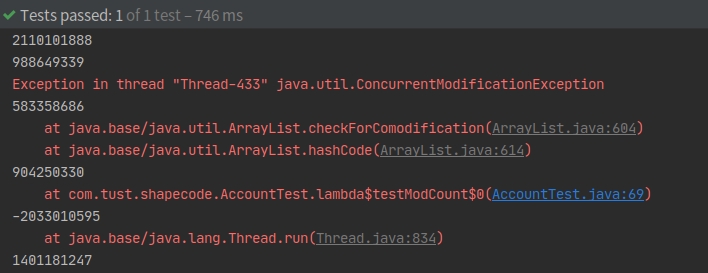 Tests passed: 1 of 1 test – 746 ms
2110101888
988649339
Exception in thread "Thread-433" java.util.ConcurrentModificationException
583358686
at java.base/java.util.ArrayList.checkForComodification(ArrayList.java:604)
at java.base/java.util.ArrayList.hashCode(ArrayList.java:614)
904250330
at com.tust.shapecode.AccountTest.lambda$testModCount$0(AccountTest.java:69)
-2033010595
at java.base/java.lang.Thread.run(Thread.java:834)
1401181247